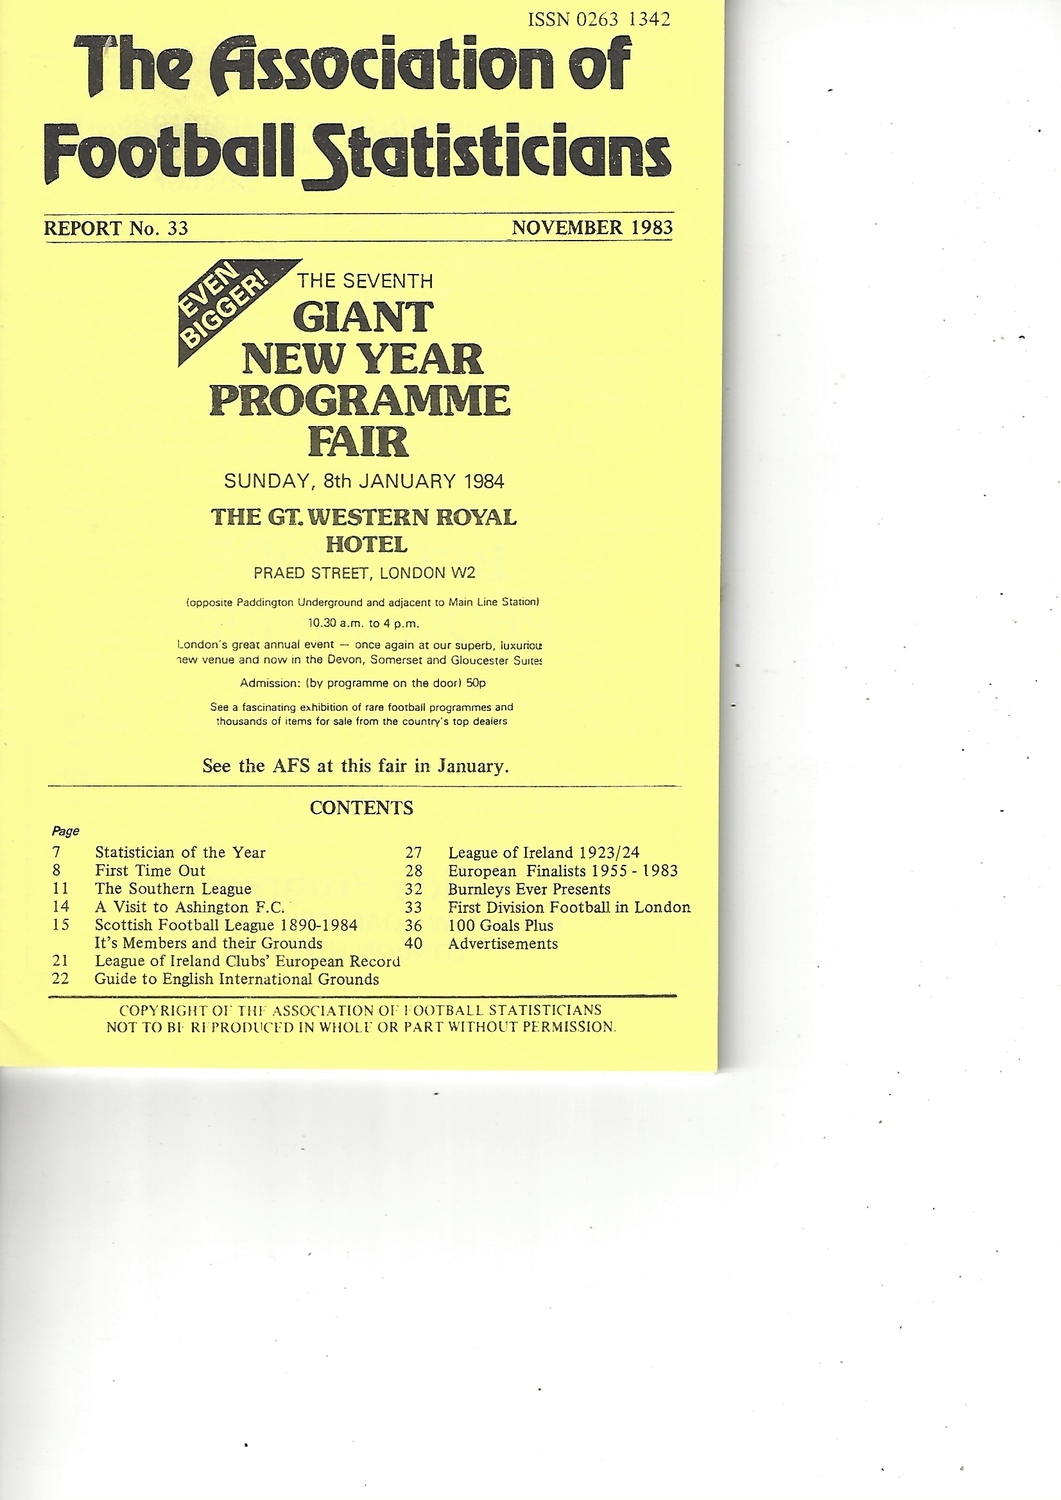 ISSN 0263 1342
The Association of
Football Statisticians
REPORT No. 33 NOVEMBER 1983
EVEN
BIGGER!
THE SEVENTH
GIANT
NEW YEAR
PROGRAMME
FAIR
SUNDAY, 8th JANUARY 1984
THE GT. WESTERN ROYAL
HOTEL
PRAED STREET, LONDON W2
(opposite Paddington Underground and adjacent to Main Line Station)
10.30 a.m. to 4 p.m.
London's great annual event — once again at our superb, luxuriou
new venue and now in the Devon, Somerset and Gloucester Suites
Admission: (by programme on the door) 50p
See a fascinating exhibition of rare football programmes and
thousands of items for sale from the country's top dealers
See the AFS at this fair in January.
CONTENTS
Page
7 Statistician of the Year
8 First Time Out
11 The Southern League
14 A Visit to Ashington F.C.
15 Scottish Football League 1890-1984
It's Members and their Grounds
21 League of Ireland Clubs' European Record
22 Guide to English International Grounds
27 League of Ireland 1923/24
28 European Finalists 1955 - 1983
32 Burnleys Ever Presents
33 First Division Football in London
36 100 Goals Plus
40 Advertisements
COPYRIGHT OF THE ASSOCIATION OF FOOTBALL STATISTICIANS
NOT TO BE REPRODUCED IN WHOLE OR PART WITHOUT PERMISSION.